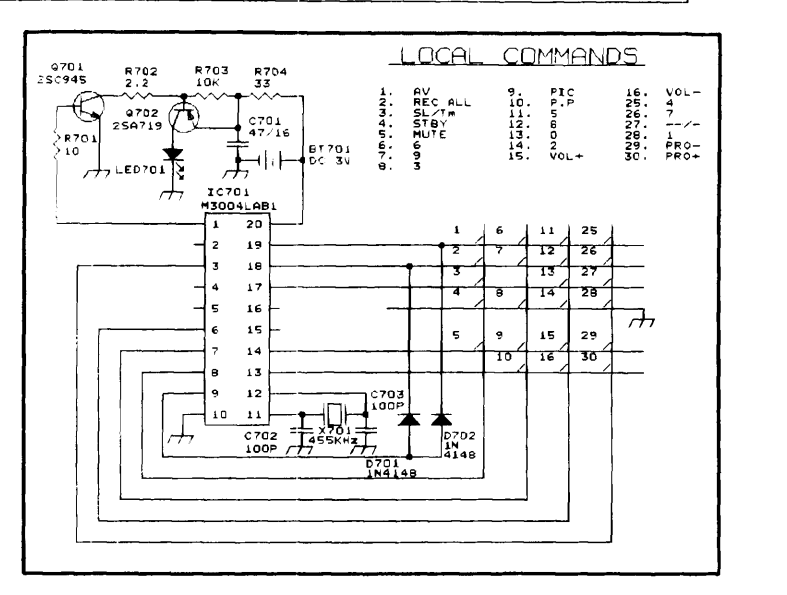 LOCAL COMMANDS
1. AV
2. REC ALL
3. SL/Tm
4. STBY
5. MUTE
6. 6
7. 9
8. 3
9. PIC
10. P.P
11. 5
12. 8
13. 0
14. 2
15. VOL+
16. VOL-
25. 4
26. 7
27. --/-
28. 1
29. PRO-
30. PRO+
Q701
2SC945
R702
2.2
R703
10K
R704
33
Q702
2SA719
C701
47/16
R701
10
LED701
BT701
DC 3V
IC701
M3004LAB1
1 20
2 19
3 18
4 17
5 16
6 15
7 14
8 13
9 12
10 11
1 6 11 25
2 7 12 26
3 13 27
4 8 14 28
5 9 15 29
10 16 30
C703
100P
X701
455KHz
C702
100P
D702
1N
4148
D701
1N4148